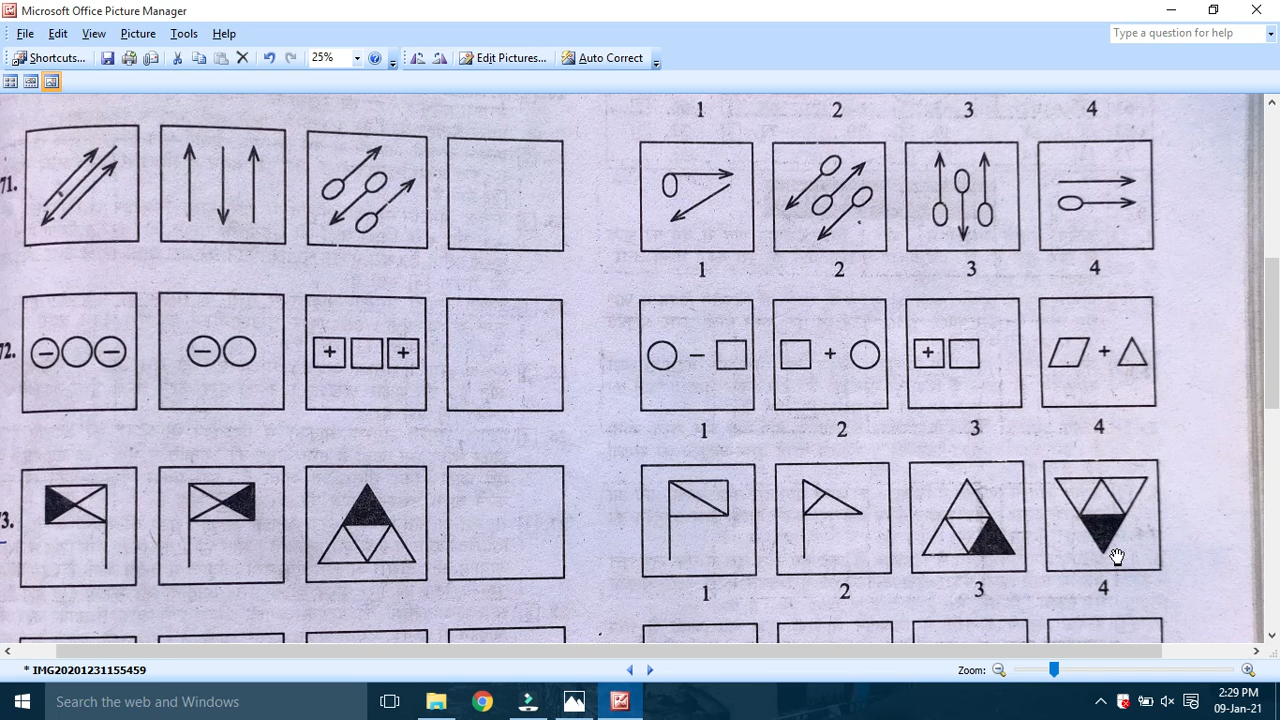 Microsoft Office Picture Manager
File Edit View Picture Tools Help
Type a question for help
Shortcuts... 25% Edit Pictures... Auto Correct
1 2 3 4
71.
1 2 3 4
72.
1 2 3 4
73.
1 2 3 4
* IMG20201231155459
Zoom:
Search the web and Windows
2:29 PM
09-Jan-21